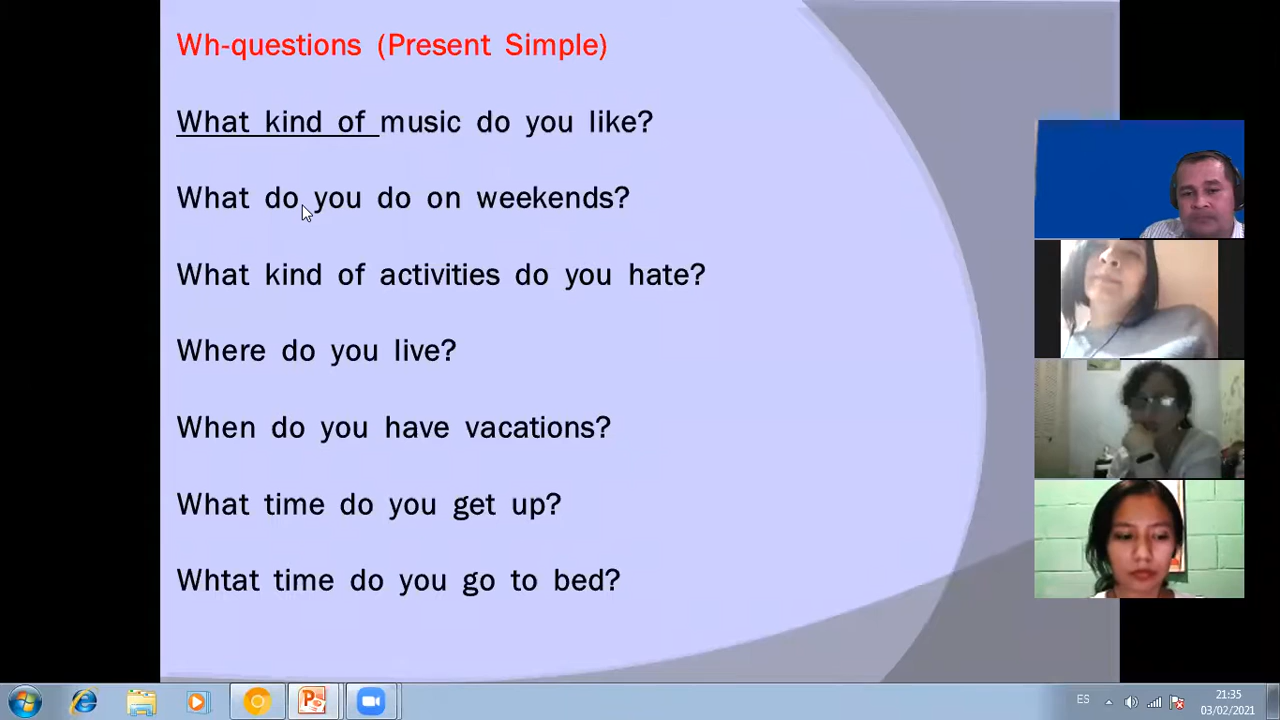 Wh-questions (Present Simple)
What kind of music do you like?
What do you do on weekends?
What kind of activities do you hate?
Where do you live?
When do you have vacations?
What time do you get up?
Whtat time do you go to bed?
ES
21:35
03/02/2021